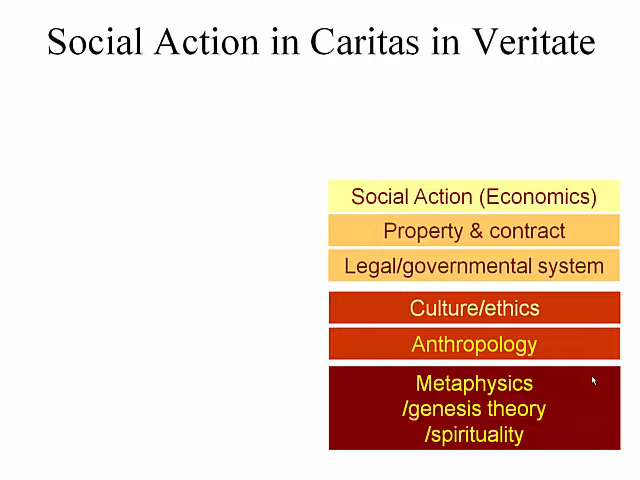 Social Action in Caritas in Veritate
Social Action (Economics)
Property & contract
Legal/governmental system
Culture/ethics
Anthropology
Metaphysics
/genesis theory
/spirituality